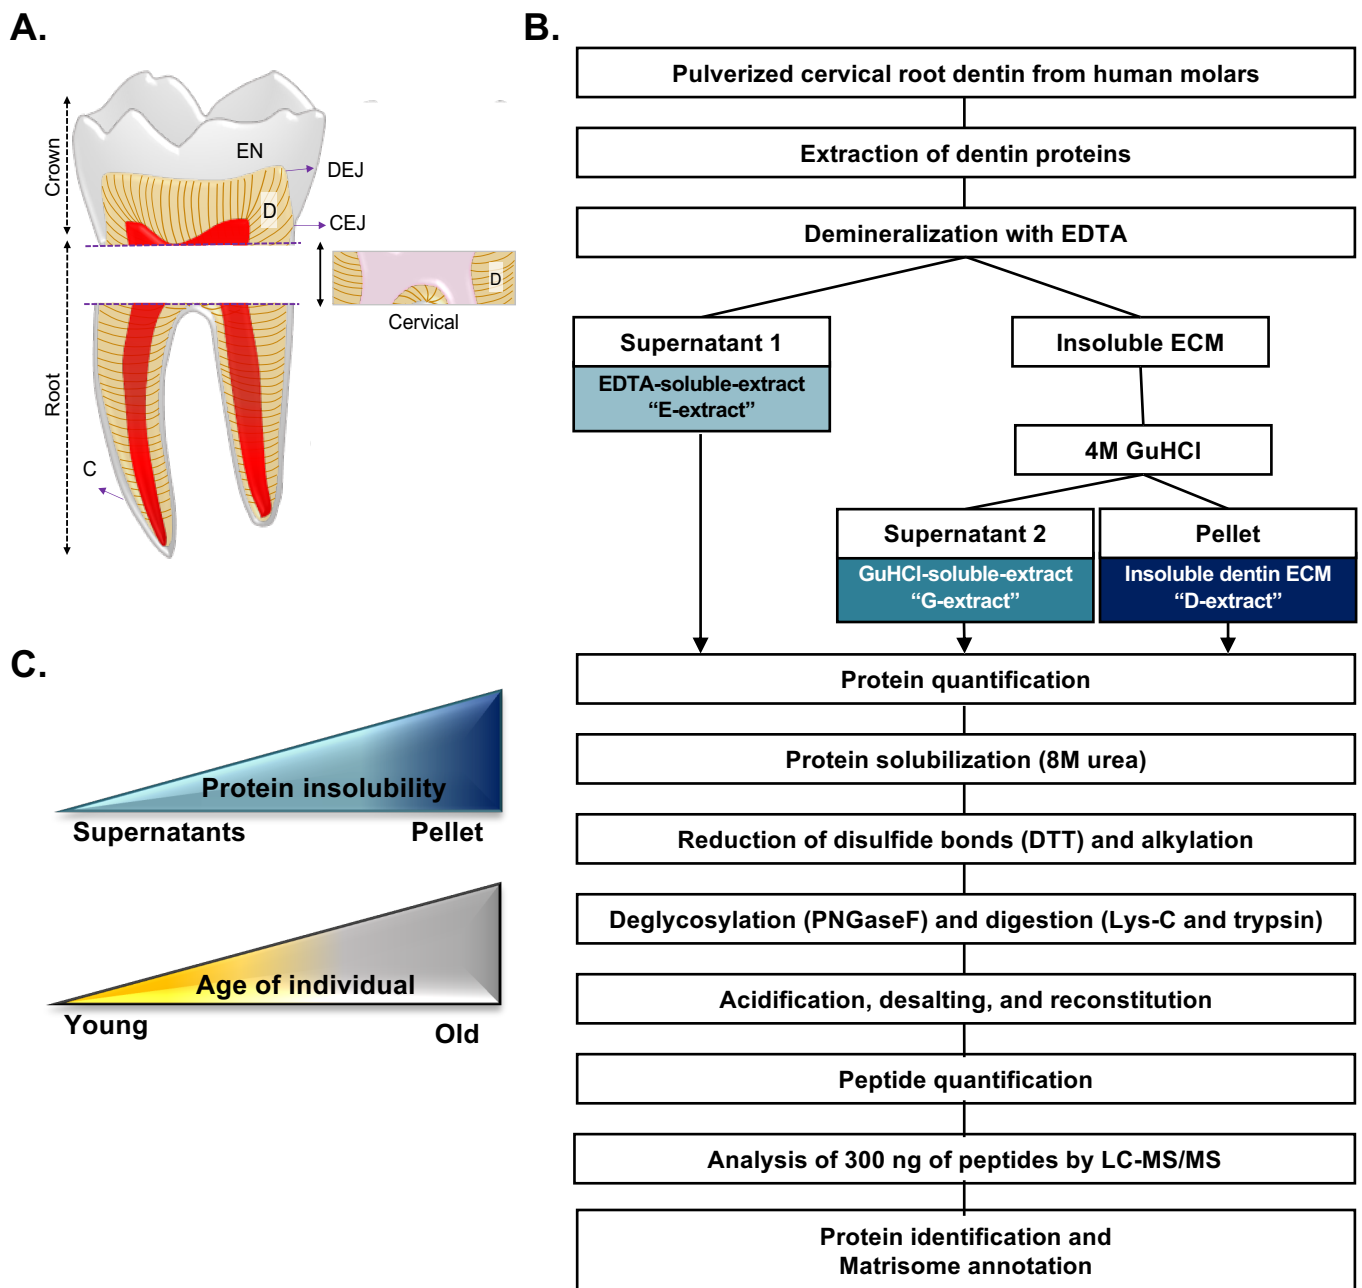 A.
Crown
EN
DEJ
D
CEJ
D
Cervical
Root
C
B.
Pulverized cervical root dentin from human molars
Extraction of dentin proteins
Demineralization with EDTA
Supernatant 1
EDTA-soluble-extract
“E-extract”
Insoluble ECM
4M GuHCl
Supernatant 2
GuHCl-soluble-extract
“G-extract”
Pellet
Insoluble dentin ECM
“D-extract”
Protein quantification
Protein solubilization (8M urea)
Reduction of disulfide bonds (DTT) and alkylation
Deglycosylation (PNGaseF) and digestion (Lys-C and trypsin)
Acidification, desalting, and reconstitution
Peptide quantification
Analysis of 300 ng of peptides by LC-MS/MS
Protein identification and
Matrisome annotation
C.
Protein insolubility
Supernatants
Pellet
Age of individual
Young
Old